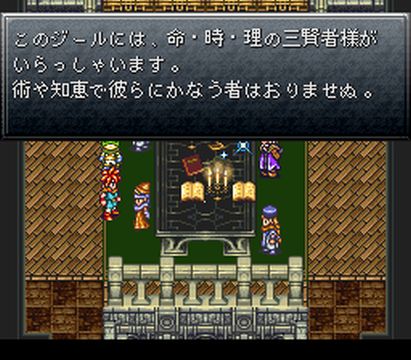 このジールには、命・時・理の三賢者様が
いらっしゃいます。
術や知恵で彼らにかなう者はおりませぬ。